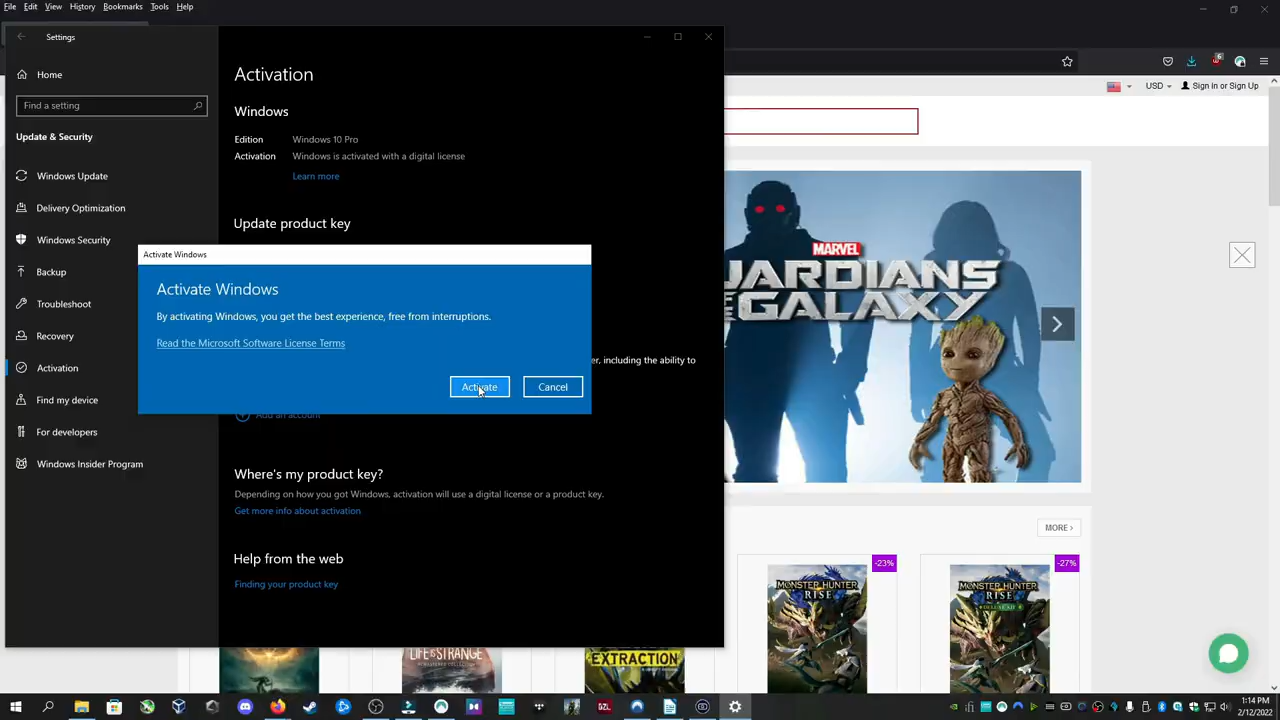 File Edit View History Bookmarks Tools Help
Settings
Home
Find a setting
Update & Security
Windows Update
Delivery Optimization
Windows Security
Backup
Troubleshoot
Recovery
Activation
Find my device
For developers
Windows Insider Program
Activation
Windows
Edition Windows 10 Pro
Activation Windows is activated with a digital license
Learn more
Update product key
Activate Windows
Activate Windows
By activating Windows, you get the best experience, free from interruptions.
Read the Microsoft Software License Terms
Activate Cancel
er, including the ability to
Add an account
Where's my product key?
Depending on how you got Windows, activation will use a digital license or a product key.
Get more info about activation
Help from the web
Finding your product key
USD Sign In or Sign Up
MARVEL
UARDIANS
GALAXY
MORE ›
-23%
-27%
MONSTER HUNTER
RISE
MONSTER HUNTER
RISE
LIFE IS STRANGE
EXTRACTION
1:14 PM
2/12/2022